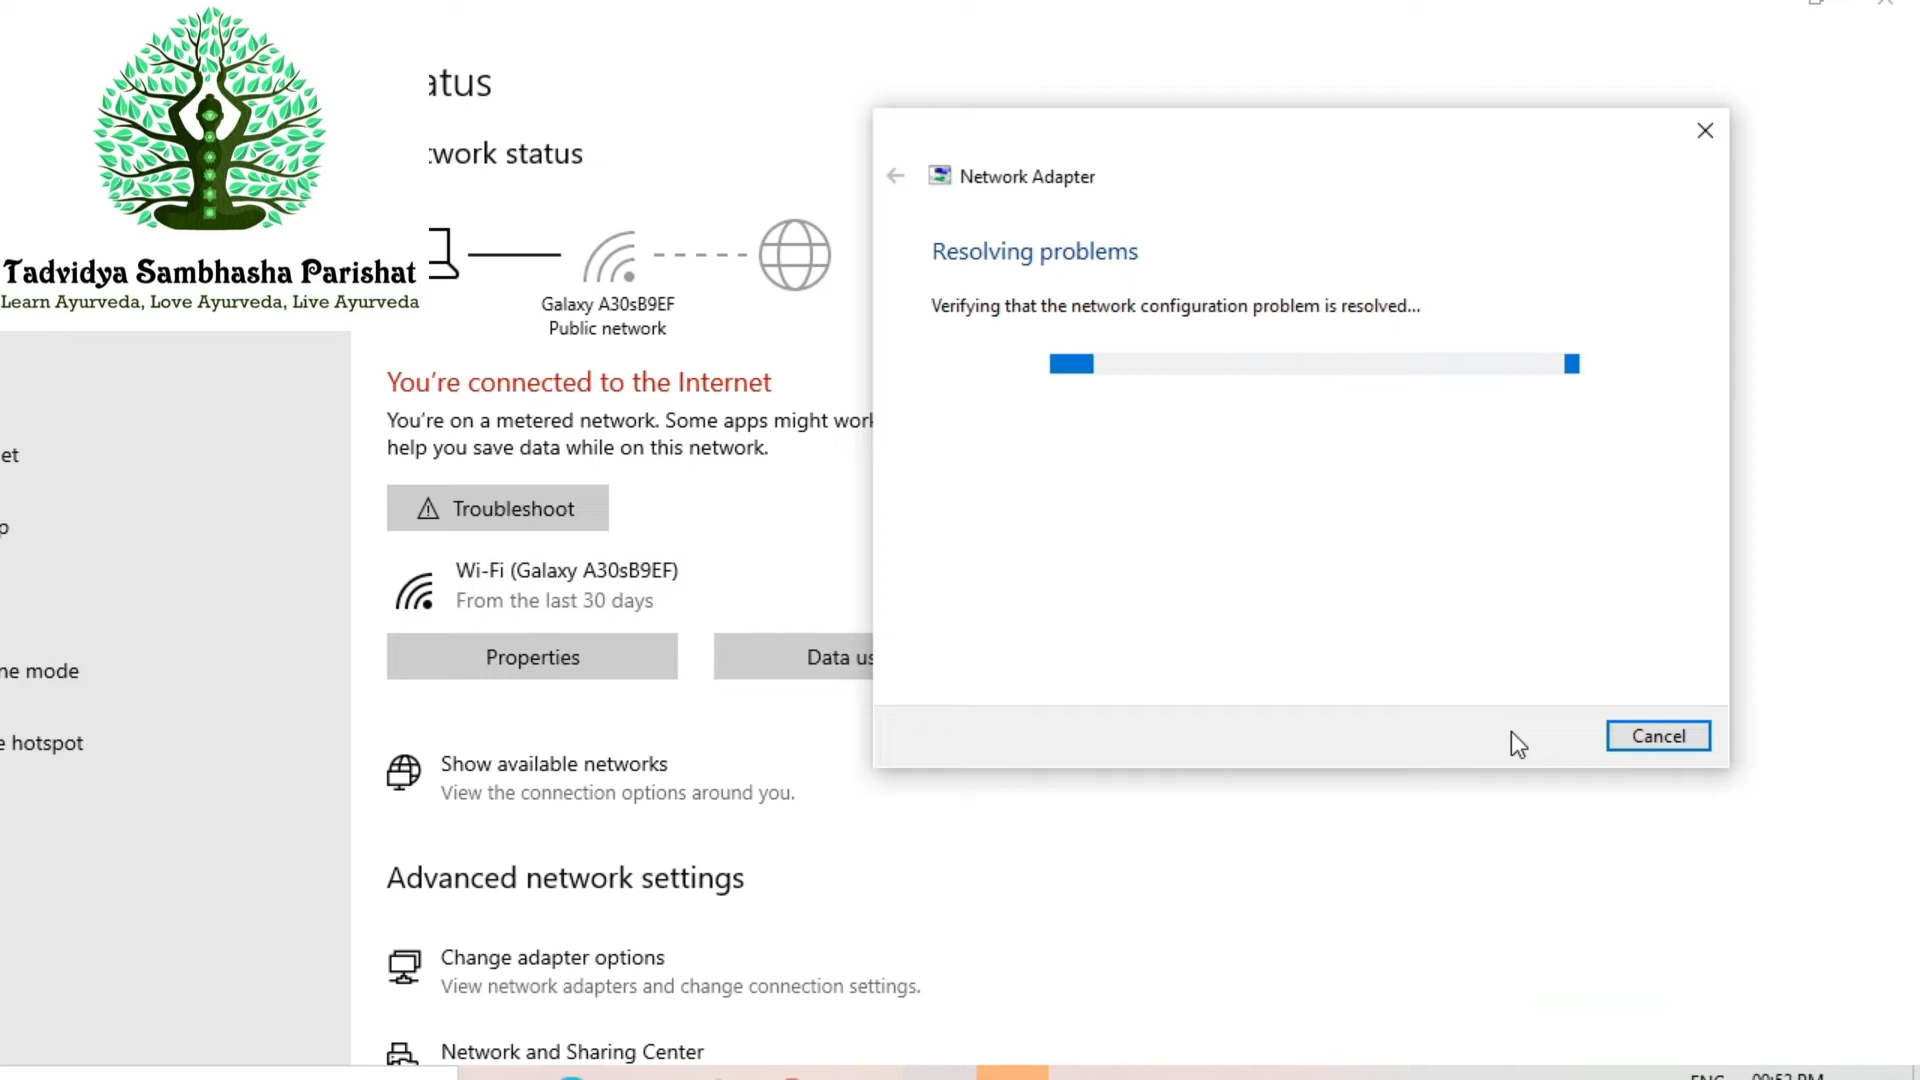 Tadvidya Sambhasha Parishat
Learn Ayurveda, Love Ayurveda, Live Ayurveda
atus
twork status
Galaxy A30sB9EF
Public network
You're connected to the Internet
You're on a metered network. Some apps might work
help you save data while on this network.
Troubleshoot
Wi-Fi (Galaxy A30sB9EF)
From the last 30 days
Properties
Data us
Show available networks
View the connection options around you.
Advanced network settings
Change adapter options
View network adapters and change connection settings.
Network and Sharing Center
et
p
ne mode
e hotspot
Network Adapter
Resolving problems
Verifying that the network configuration problem is resolved...
Cancel